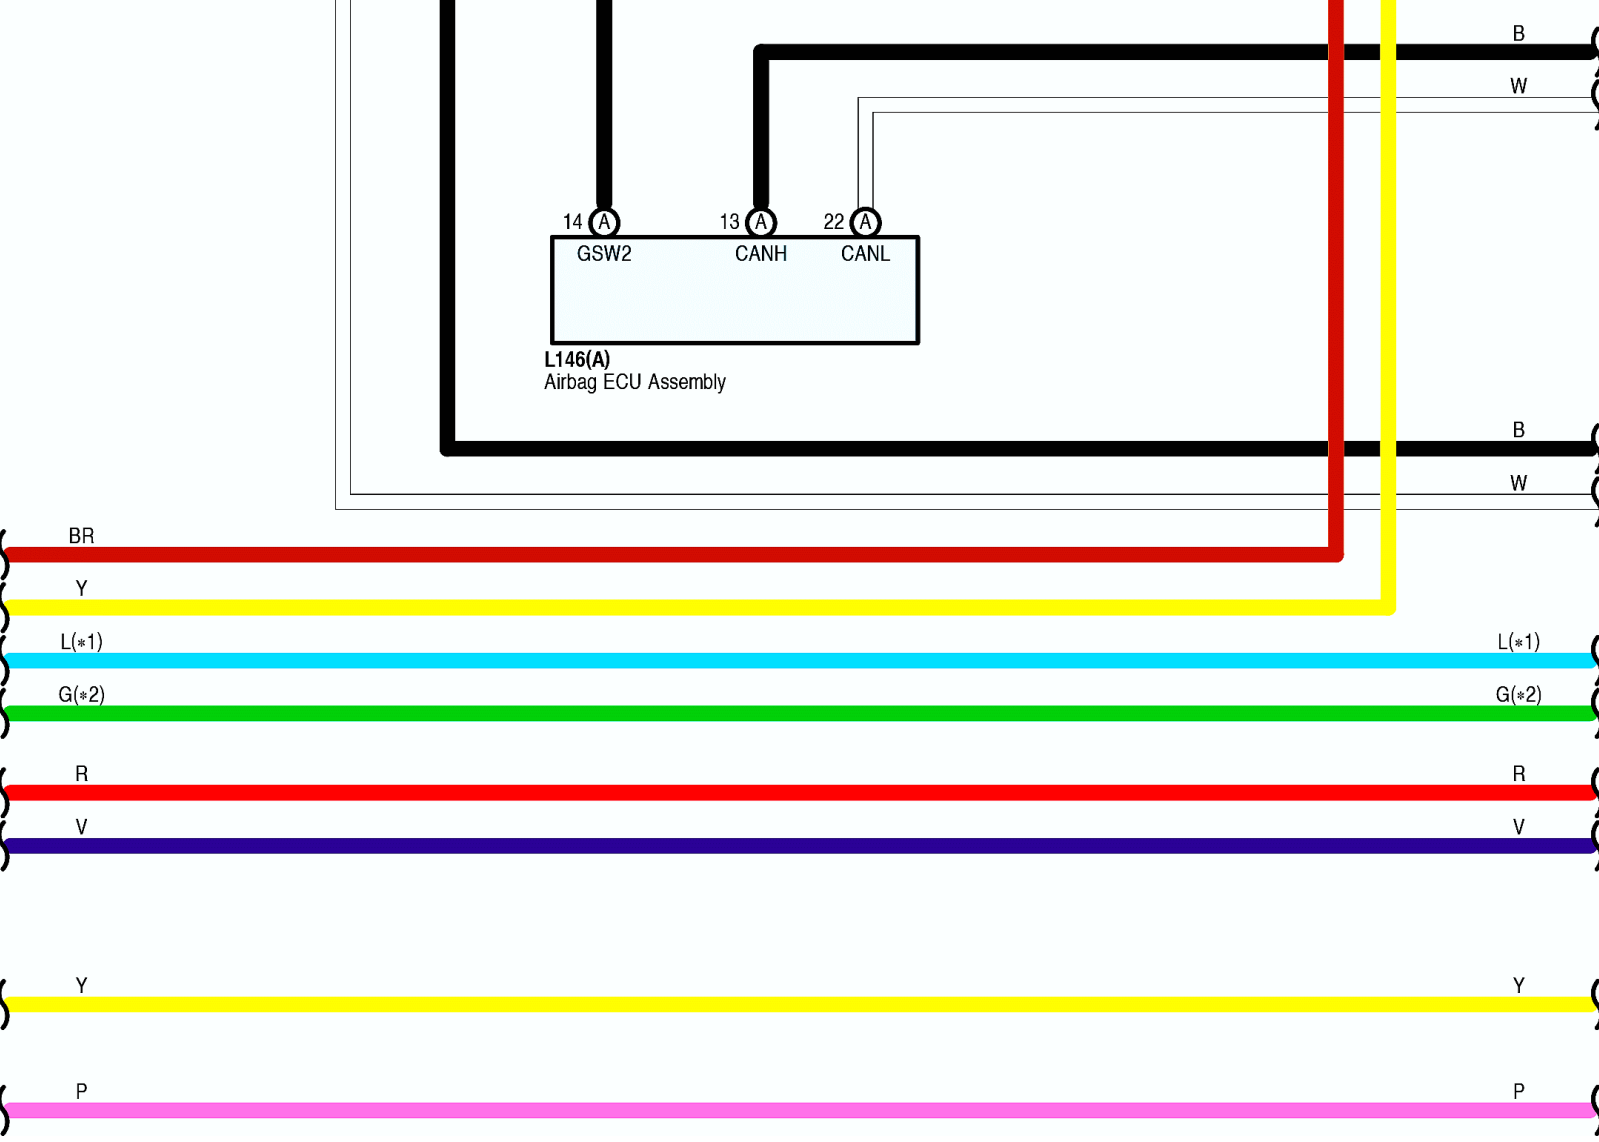 B
W
14 A 13 A 22 A
GSW2 CANH CANL
L146(A)
Airbag ECU Assembly
B
W
BR
Y
L(*1) L(*1)
G(*2) G(*2)
R R
V V
Y Y
P P